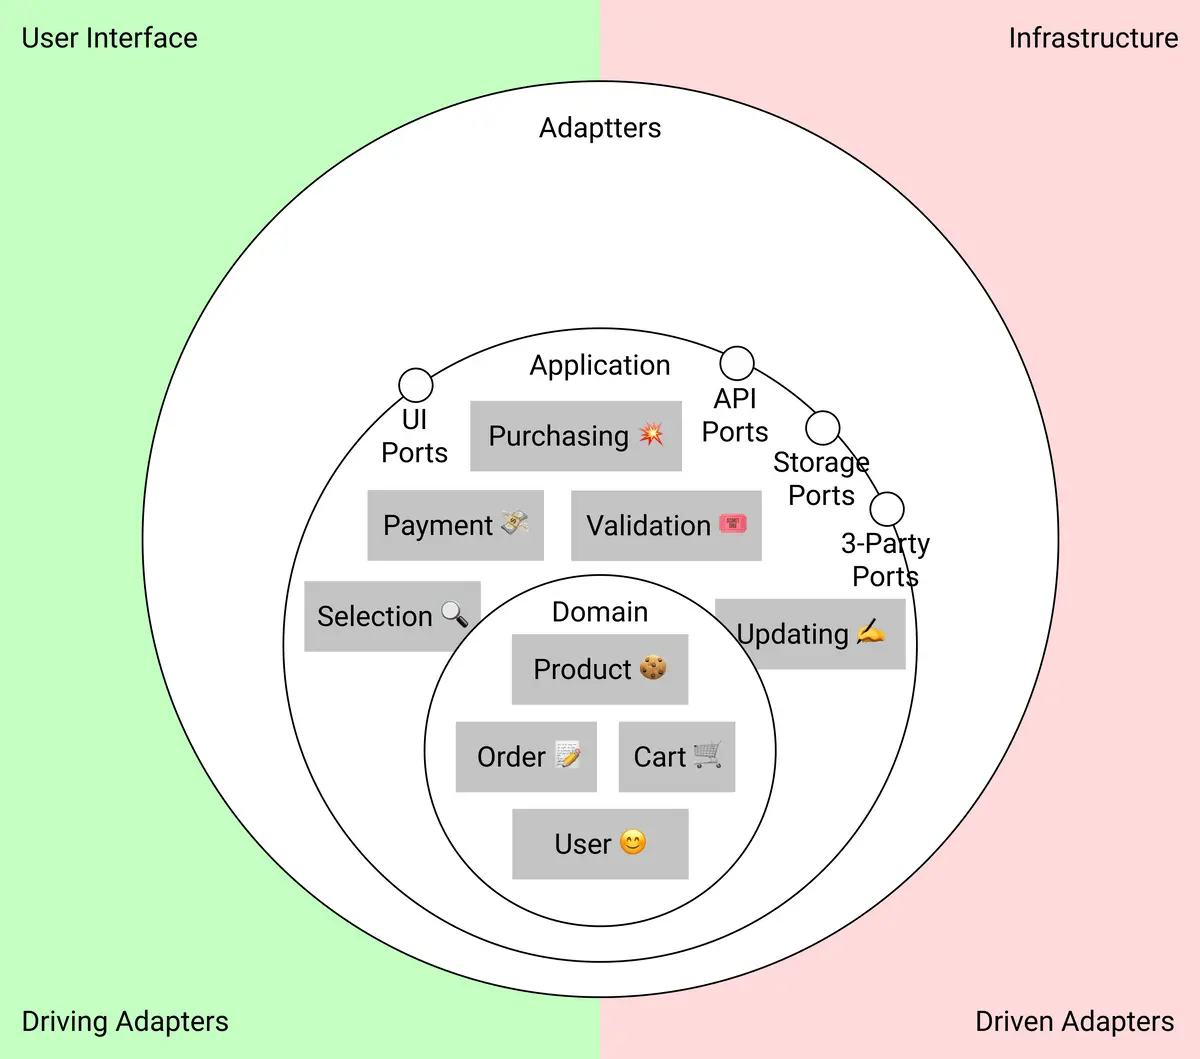 User Interface
Infrastructure
Adaptters
Application
UI
Ports
API
Ports
Purchasing 💥
Storage
Ports
Payment 💸
Validation 🎟
3-Party
Ports
Selection 🔍
Domain
Updating ✍
Product 🍪
Order 📝
Cart 🛒
User 😊
Driving Adapters
Driven Adapters